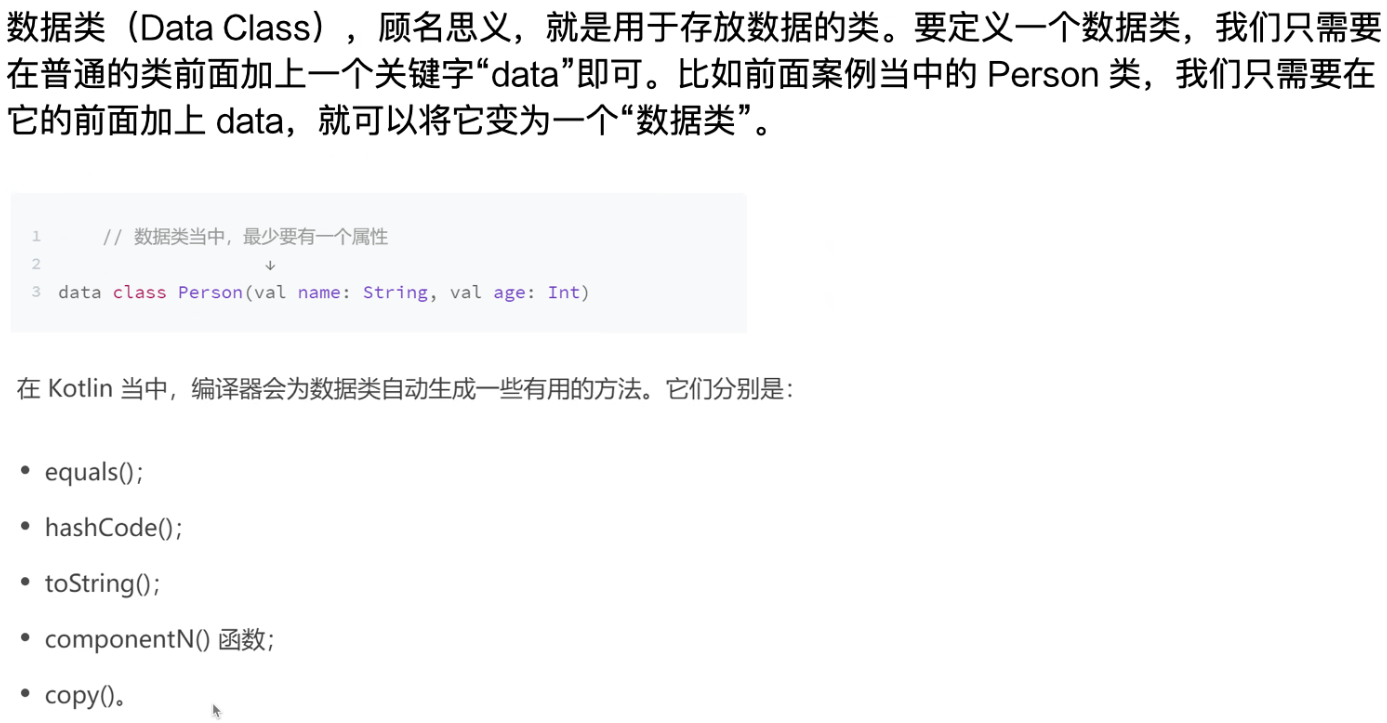 数据类（Data Class），顾名思义，就是用于存放数据的类。要定义一个数据类，我们只需要
在普通的类前面加上一个关键字“data”即可。比如前面案例当中的 Person 类，我们只需要在
它的前面加上 data，就可以将它变为一个“数据类”。
1 // 数据类当中，最少要有一个属性
2 ↓
3 data class Person(val name: String, val age: Int)
在 Kotlin 当中，编译器会为数据类自动生成一些有用的方法。它们分别是：
• equals()；
• hashCode()；
• toString()；
• componentN() 函数；
• copy()。